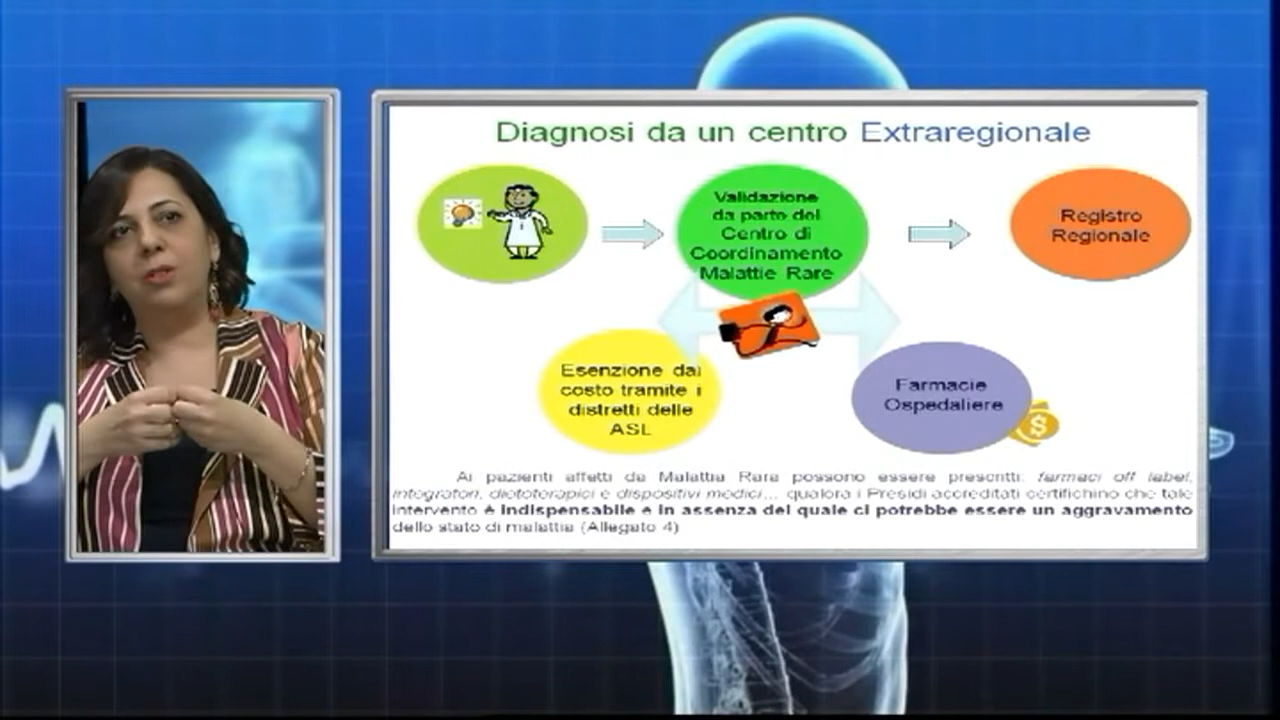 Diagnosi da un centro Extraregionale
Validazione
da parte del
Centro di
Coordinamento
Malattie Rare
Registro
Regionale
Esenzione dal
costo tramite i
distretti delle
ASL
Farmacie
Ospedaliere
$
Ai pazienti affetti da Malattia Rara possono essere prescritti: farmaci off label,
integratori, dietoterapici e dispositivi medici... qualora i Presidi accreditati certifichino che tale
intervento è indispensabile e in assenza del quale ci potrebbe essere un aggravamento
dello stato di malattia (Allegato 4)